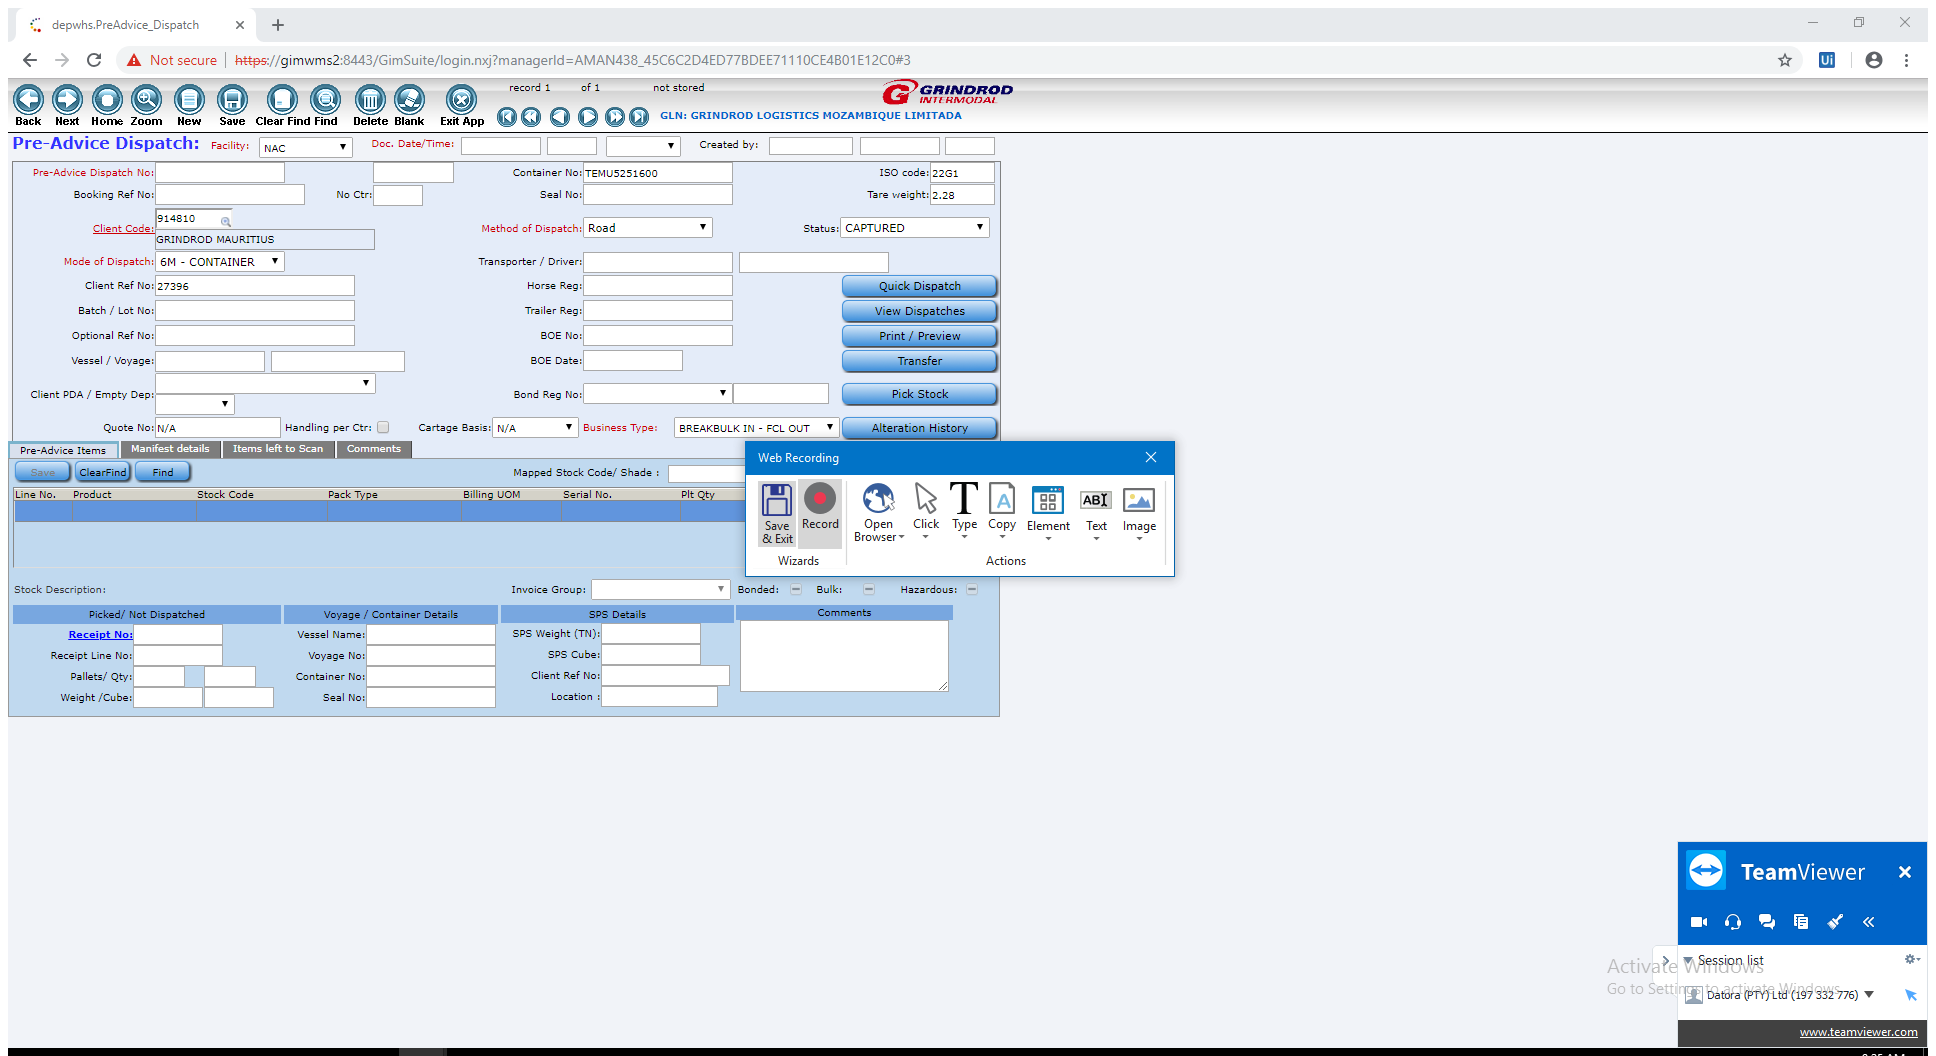 depwhs.PreAdvice_Dispatch
Not secure https://gimwms2:8443/GimSuite/login.nxj?managerId=AMAN438_45C6C2D4ED77BDEE71110CE4B01E12C0#3
Back Next Home Zoom New Save Clear Find Find Delete Blank Exit App
record 1 of 1 not stored
GRINDROD
INTERMODAL
GLN: GRINDROD LOGISTICS MOZAMBIQUE LIMITADA
Pre-Advice Dispatch: Facility: NAC Doc. Date/Time: Created by:
Pre-Advice Dispatch No: Container No: TEMU5251600 ISO code: 22G1
Booking Ref No: No Ctr: Seal No: Tare weight: 2.28
Client Code: 914810 Method of Dispatch: Road Status: CAPTURED
GRINDROD MAURITIUS
Mode of Dispatch: 6M - CONTAINER Transporter / Driver:
Client Ref No: 27396 Horse Reg: Quick Dispatch
Batch / Lot No: Trailer Reg: View Dispatches
Optional Ref No: BOE No: Print / Preview
Vessel / Voyage: BOE Date: Transfer
Client PDA / Empty Dep: Bond Reg No: Pick Stock
Quote No: N/A Handling per Ctr: Cartage Basis: N/A Business Type: BREAKBULK IN - FCL OUT Alteration History
Pre-Advice Items Manifest details Items left to Scan Comments
Save ClearFind Find Mapped Stock Code/ Shade :
Line No. Product Stock Code Pack Type Billing UOM Serial No. Plt Qty
Web Recording
Save & Exit Record Open Browser Click Type Copy Element Text Image
Wizards Actions
Stock Description: Invoice Group: Bonded: Bulk: Hazardous:
Picked/ Not Dispatched Voyage / Container Details SPS Details Comments
Receipt No: Vessel Name: SPS Weight (TN):
Receipt Line No: Voyage No: SPS Cube:
Pallets/ Qty: Container No: Client Ref No:
Weight /Cube: Seal No: Location :
TeamViewer
Session list
Activate Windows
Go to Settings to activate Windows.
Datora (PTY) Ltd (197 332 776)
www.teamviewer.com